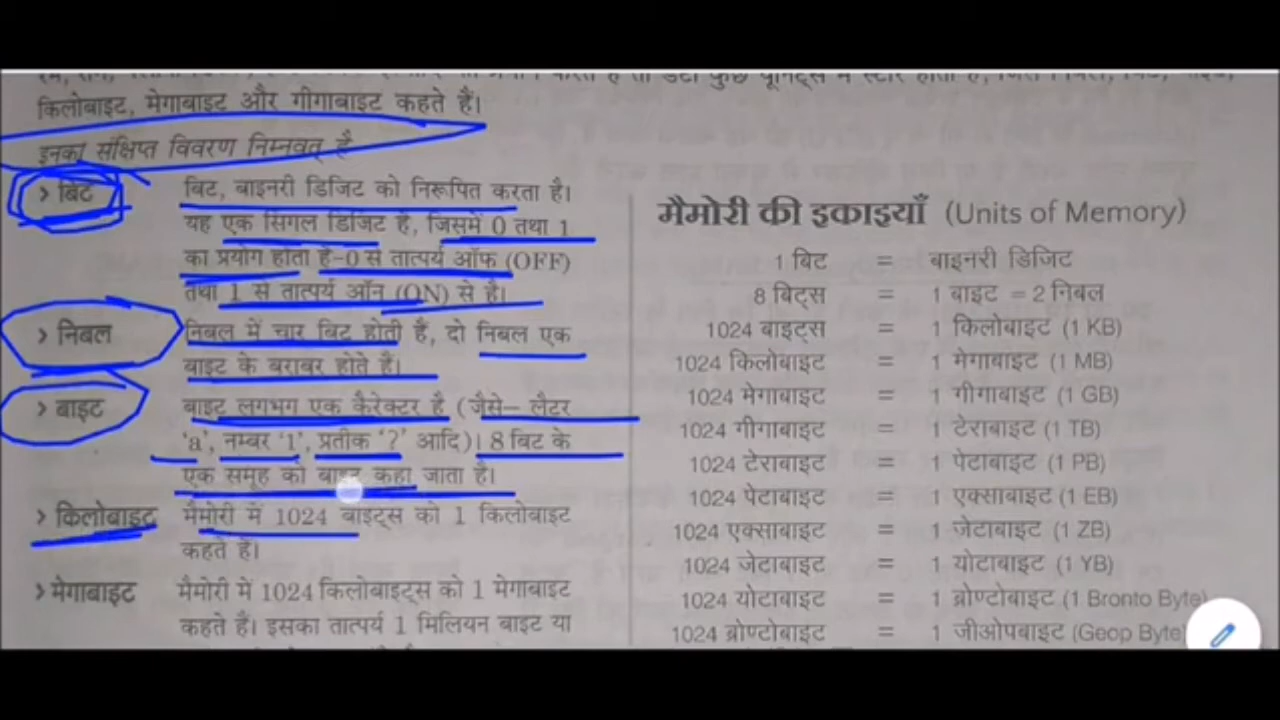 किलोबाइट, मेगाबाइट और गीगाबाइट कहते हैं।
इनका संक्षिप्त विवरण निम्नवत् है
> बिट बिट, बाइनरी डिजिट को निरूपित करता है।
यह एक सिंगल डिजिट है, जिसमें 0 तथा 1
का प्रयोग होता है-0 से तात्पर्य ऑफ (OFF)
तथा 1 से तात्पर्य ऑन (ON) से है।
> निबल निबल में चार बिट होती हैं, दो निबल एक
बाइट के बराबर होते हैं।
> बाइट बाइट लगभग एक कैरेक्टर है (जैसे– लैटर
'a', नम्बर '1', प्रतीक '?' आदि)। 8 बिट के
एक समूह को बाइट कहा जाता है।
> किलोबाइट मैमोरी में 1024 बाइट्स को 1 किलोबाइट
कहते हैं।
> मेगाबाइट मैमोरी में 1024 किलोबाइट्स को 1 मेगाबाइट
कहते हैं। इसका तात्पर्य 1 मिलियन बाइट या
मैमोरी की इकाइयाँ (Units of Memory)
1 बिट = बाइनरी डिजिट
8 बिट्स = 1 बाइट = 2 निबल
1024 बाइट्स = 1 किलोबाइट (1 KB)
1024 किलोबाइट = 1 मेगाबाइट (1 MB)
1024 मेगाबाइट = 1 गीगाबाइट (1 GB)
1024 गीगाबाइट = 1 टेराबाइट (1 TB)
1024 टेराबाइट = 1 पेटाबाइट (1 PB)
1024 पेटाबाइट = 1 एक्साबाइट (1 EB)
1024 एक्साबाइट = 1 जेटाबाइट (1 ZB)
1024 जेटाबाइट = 1 योटाबाइट (1 YB)
1024 योटाबाइट = 1 ब्रोण्टोबाइट (1 Bronto Byte)
1024 ब्रोण्टोबाइट = 1 जीओपबाइट (Geop Byte)